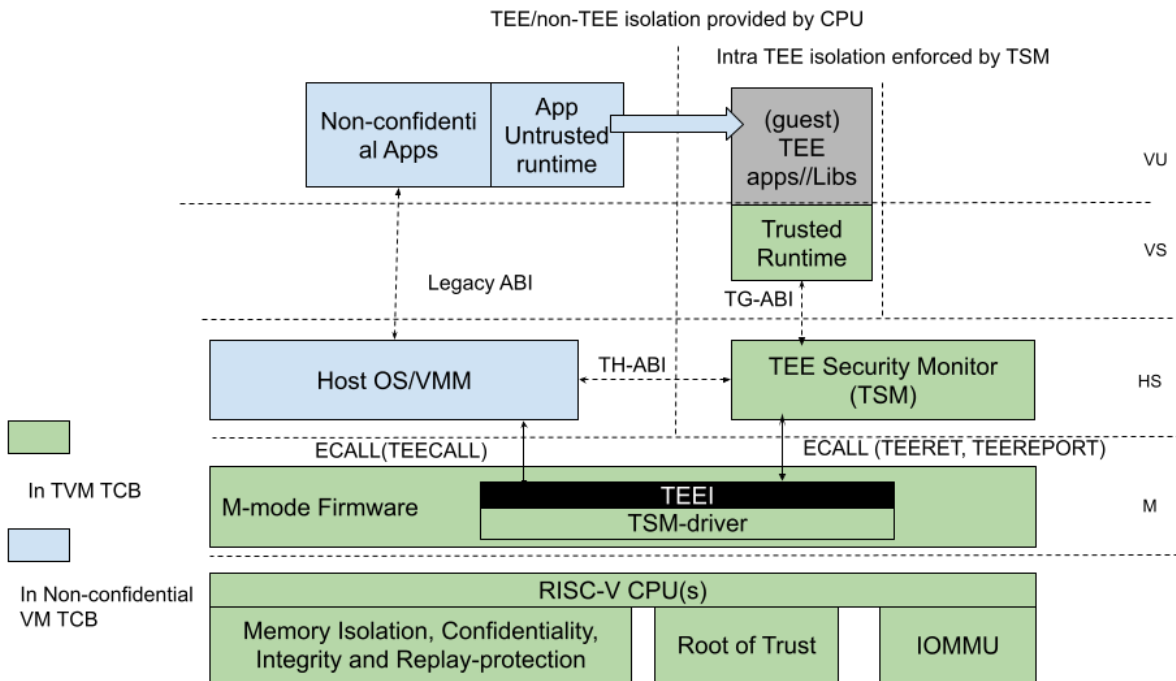 TEE/non-TEE isolation provided by CPU
Intra TEE isolation enforced by TSM
Non-confidenti
al Apps
App
Untrusted
runtime
(guest)
TEE
apps//Libs
VU
Trusted
Runtime
VS
Legacy ABI
TG-ABI
Host OS/VMM
TH-ABI
TEE Security Monitor
(TSM)
HS
ECALL(TEECALL)
ECALL (TEERET, TEEREPORT)
In TVM TCB
M-mode Firmware
TEEI
TSM-driver
M
In Non-confidential
VM TCB
RISC-V CPU(s)
Memory Isolation, Confidentiality,
Integrity and Replay-protection
Root of Trust
IOMMU